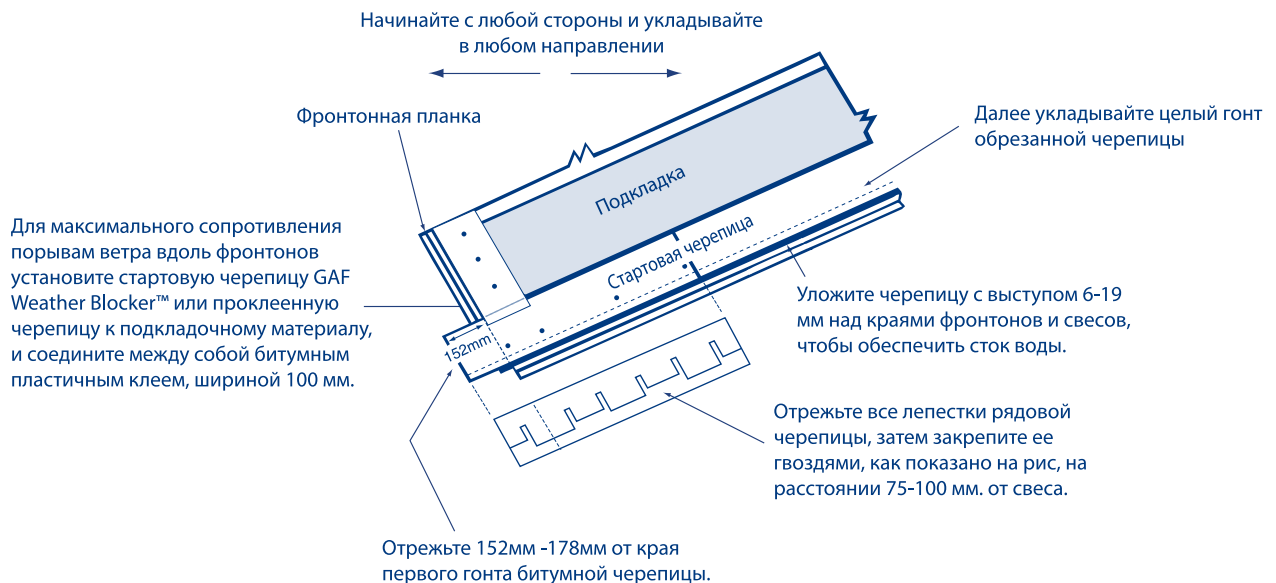 Начинайте с любой стороны и укладывайте
в любом направлении
Фронтонная планка
Далее укладывайте целый гонт
обрезанной черепицы
Подкладка
Для максимального сопротивления
порывам ветра вдоль фронтонов
установите стартовую черепицу GAF
Weather Blocker™ или проклеенную
черепицу к подкладочному материалу,
и соедините между собой битумным
пластичным клеем, шириной 100 мм.
Стартовая черепица
152mm
Уложите черепицу с выступом 6-19
мм над краями фронтонов и свесов,
чтобы обеспечить сток воды.
Отрежьте все лепестки рядовой
черепицы, затем закрепите ее
гвоздями, как показано на рис, на
расстоянии 75-100 мм. от свеса.
Отрежьте 152мм -178мм от края
первого гонта битумной черепицы.